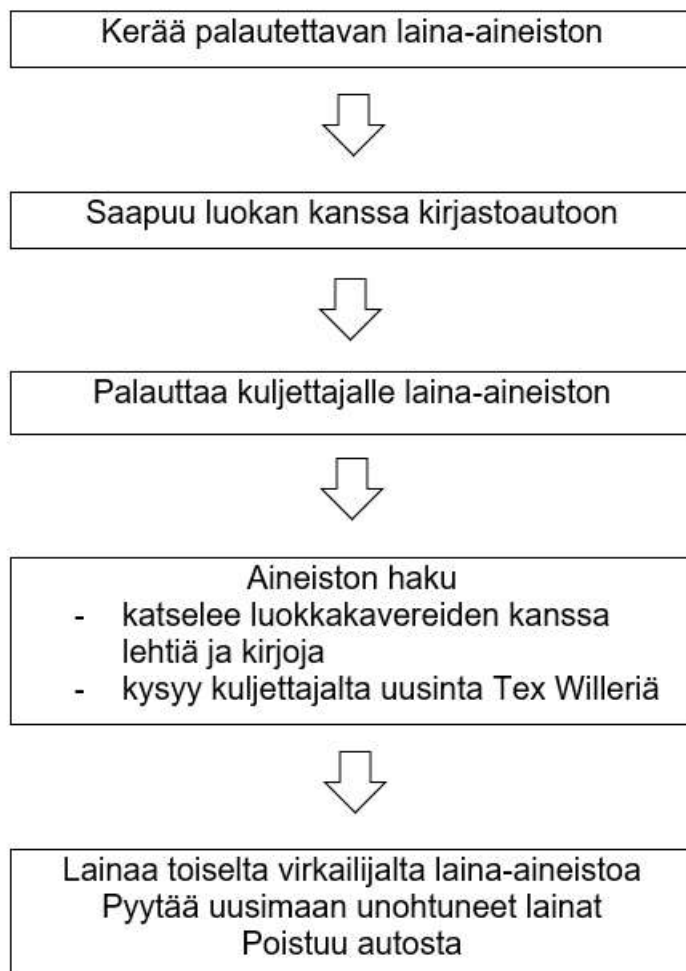 Kerää palautettavan laina-aineiston
Saapuu luokan kanssa kirjastoautoon
Palauttaa kuljettajalle laina-aineiston
Aineiston haku
- katselee luokkakavereiden kanssa
lehtiä ja kirjoja
- kysyy kuljettajalta uusinta Tex Willeriä
Lainaa toiselta virkailijalta laina-aineistoa
Pyytää uusimaan unohtuneet lainat
Poistuu autosta